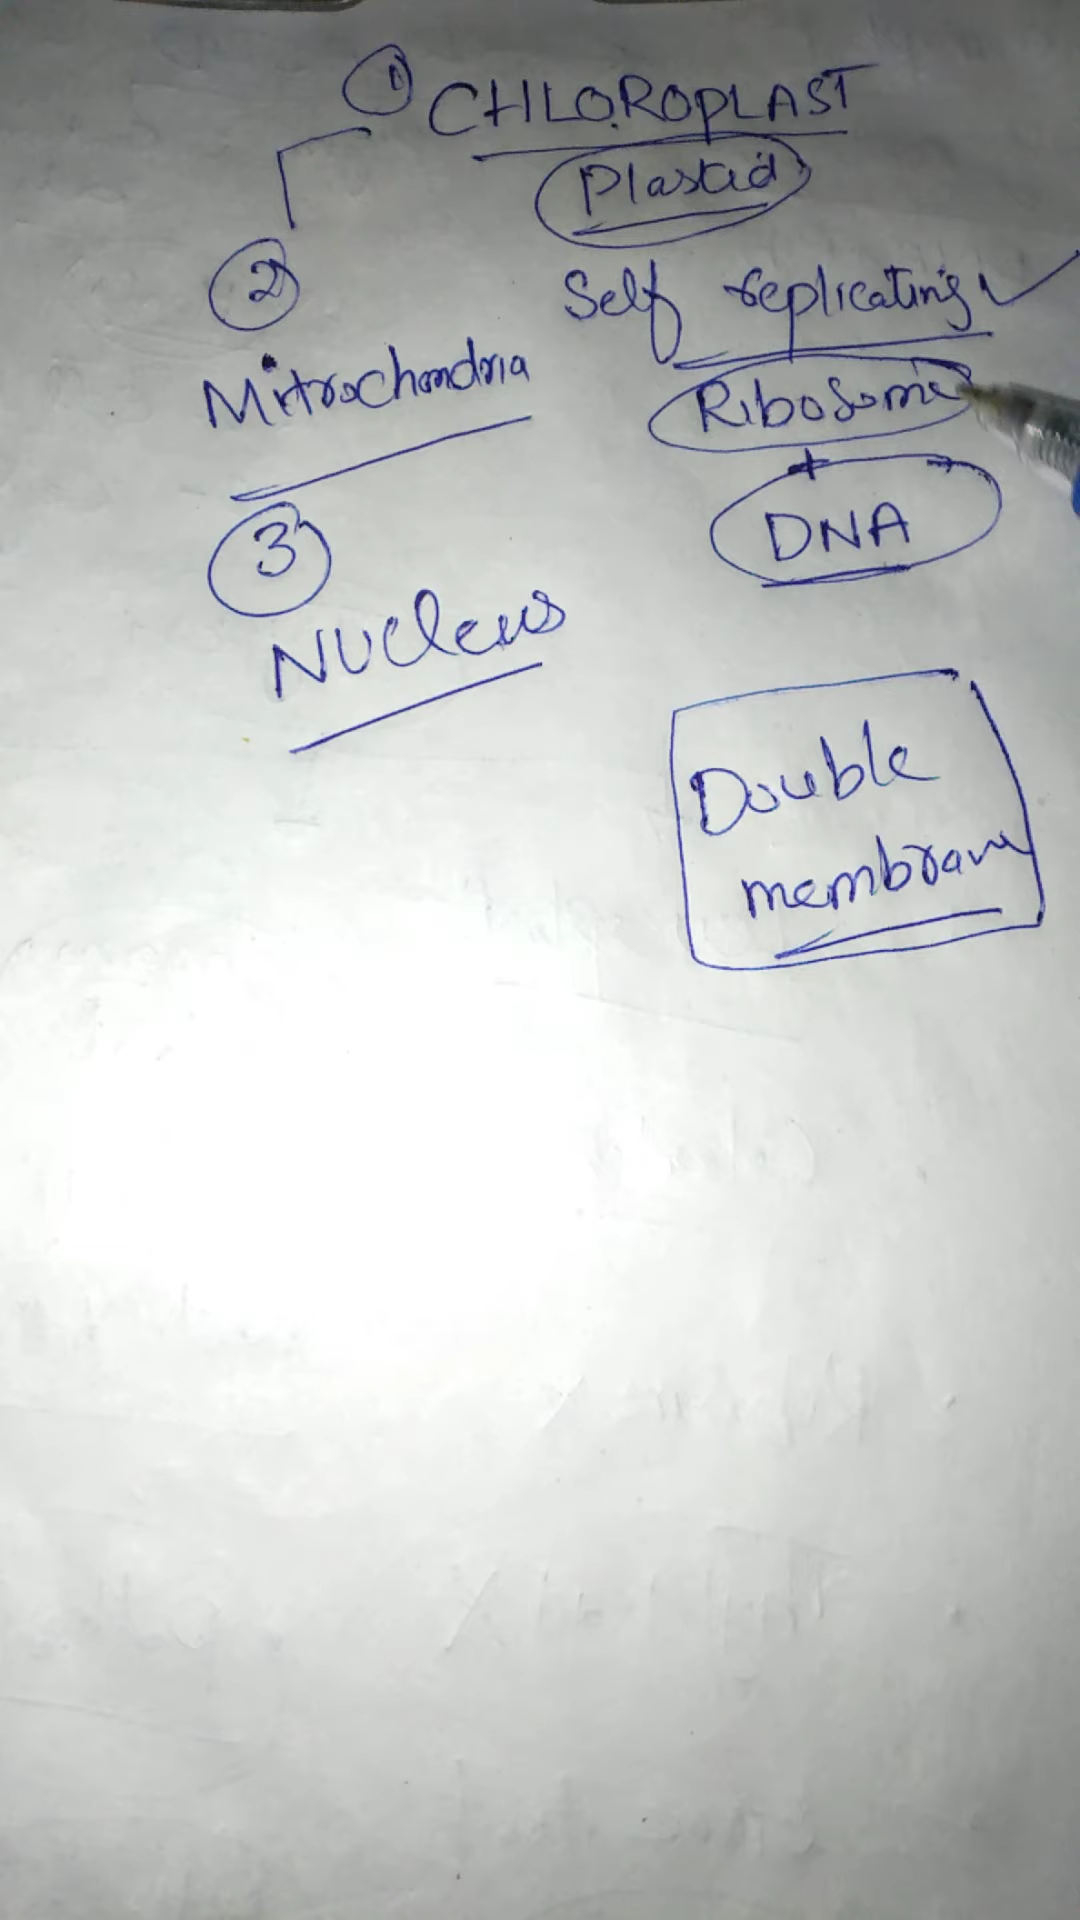 ① CHLOROPLAST
Plastid
②
Self replicating
Mitrochondria
Ribosome
+
DNA
③
Nucleus
Double
membrane